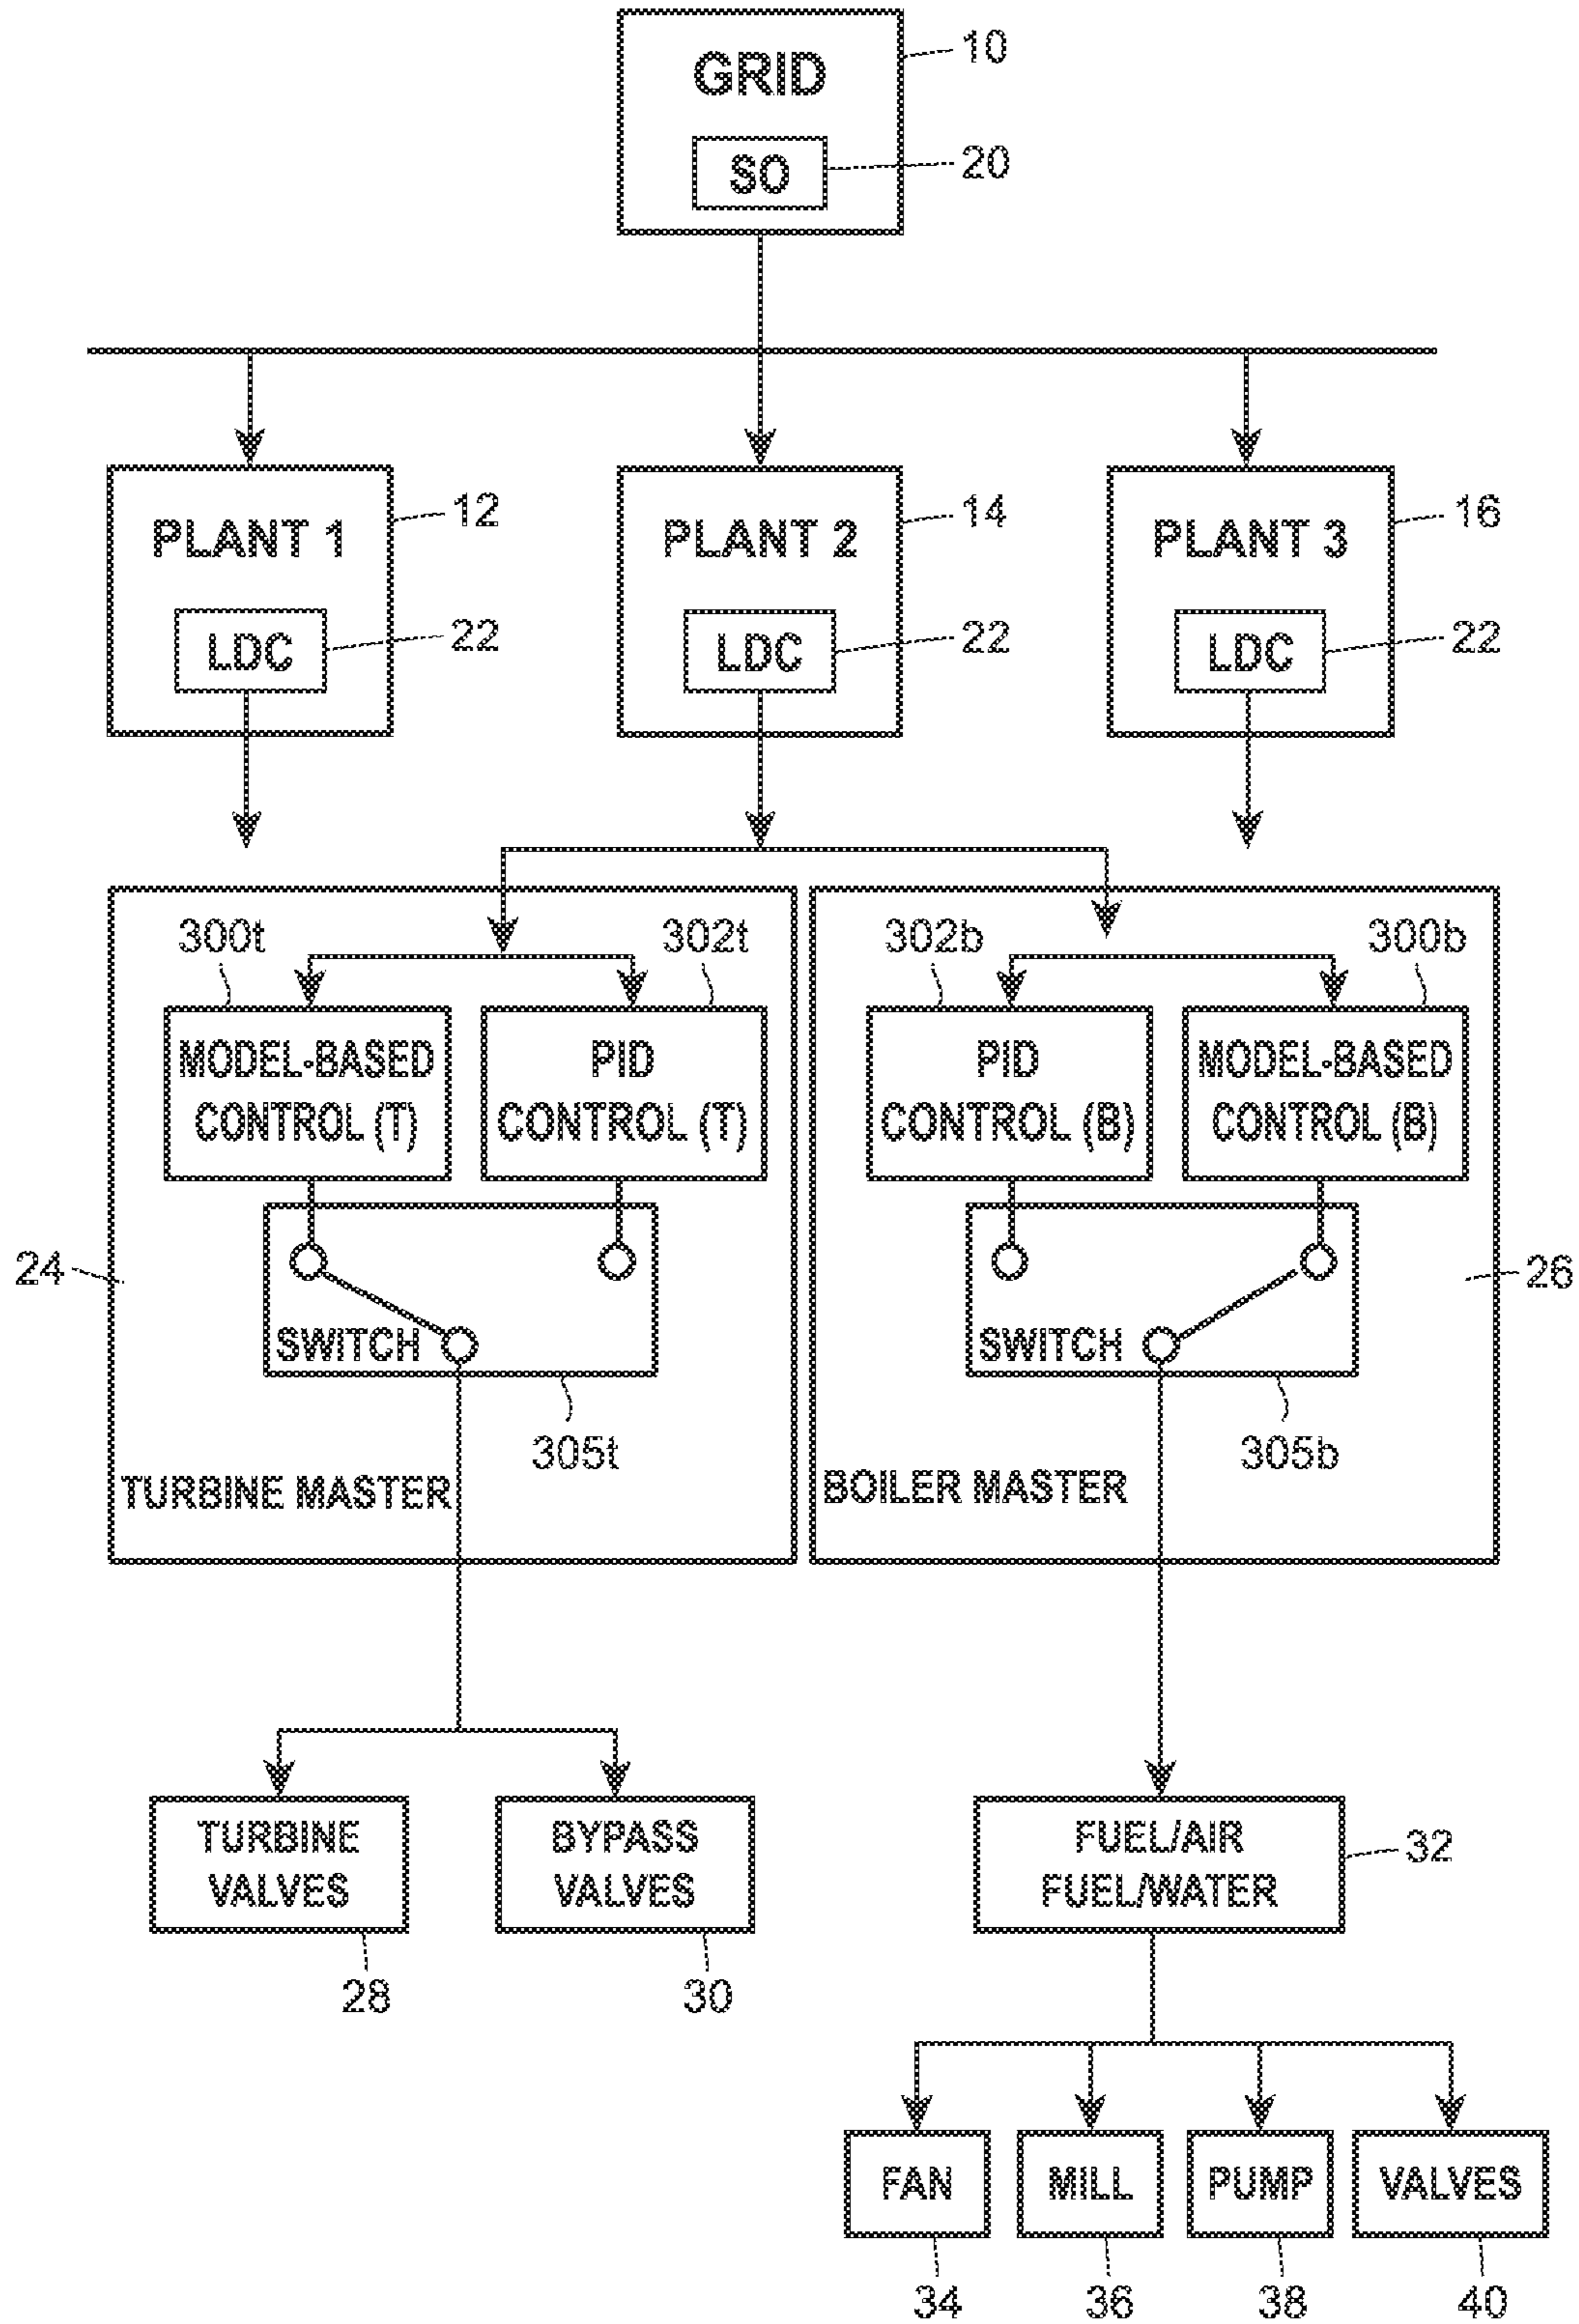 GRID
10
SO
20
PLANT 1
12
LDC
22
PLANT 2
14
LDC
22
PLANT 3
16
LDC
22
300t
302t
302b
300b
MODEL-BASED
CONTROL (T)
PID
CONTROL (T)
PID
CONTROL (B)
MODEL-BASED
CONTROL (B)
24
SWITCH
305t
TURBINE MASTER
26
SWITCH
305b
BOILER MASTER
TURBINE
VALVES
28
BYPASS
VALVES
30
FUEL/AIR
FUEL/WATER
32
FAN
MILL
PUMP
VALVES
34
36
38
40